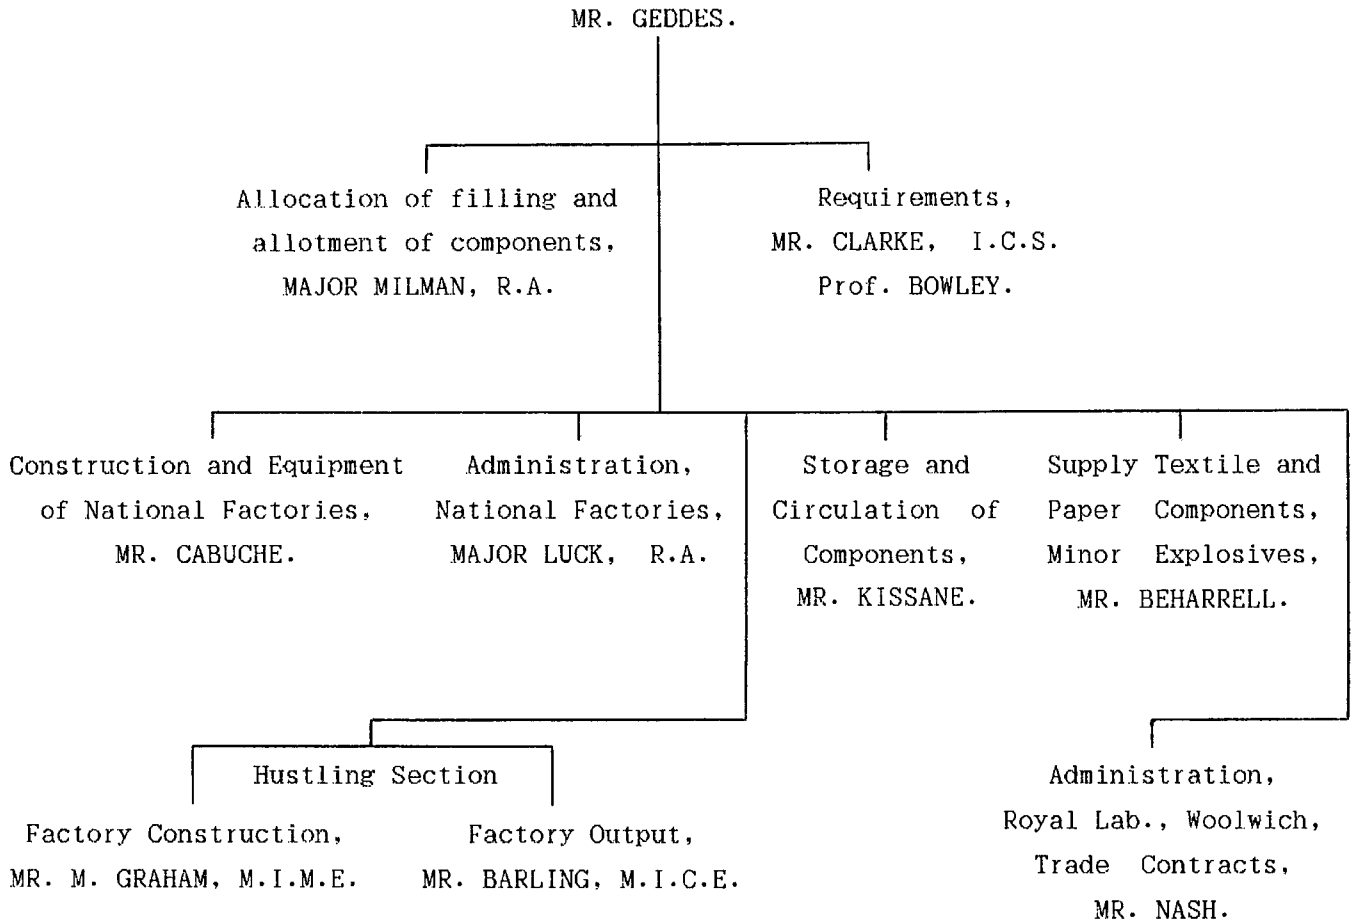 MR. GEDDES.
Allocation of filling and
allotment of components,
MAJOR MILMAN, R.A.
Requirements,
MR. CLARKE, I.C.S.
Prof. BOWLEY.
Construction and Equipment
of National Factories,
MR. CABUCHE.
Administration,
National Factories,
MAJOR LUCK, R.A.
Storage and
Circulation of
Components,
MR. KISSANE.
Supply Textile and
Paper Components,
Minor Explosives,
MR. BEHARRELL.
Hustling Section
Factory Construction,
MR. M. GRAHAM, M.I.M.E.
Factory Output,
MR. BARLING, M.I.C.E.
Administration,
Royal Lab., Woolwich,
Trade Contracts,
MR. NASH.